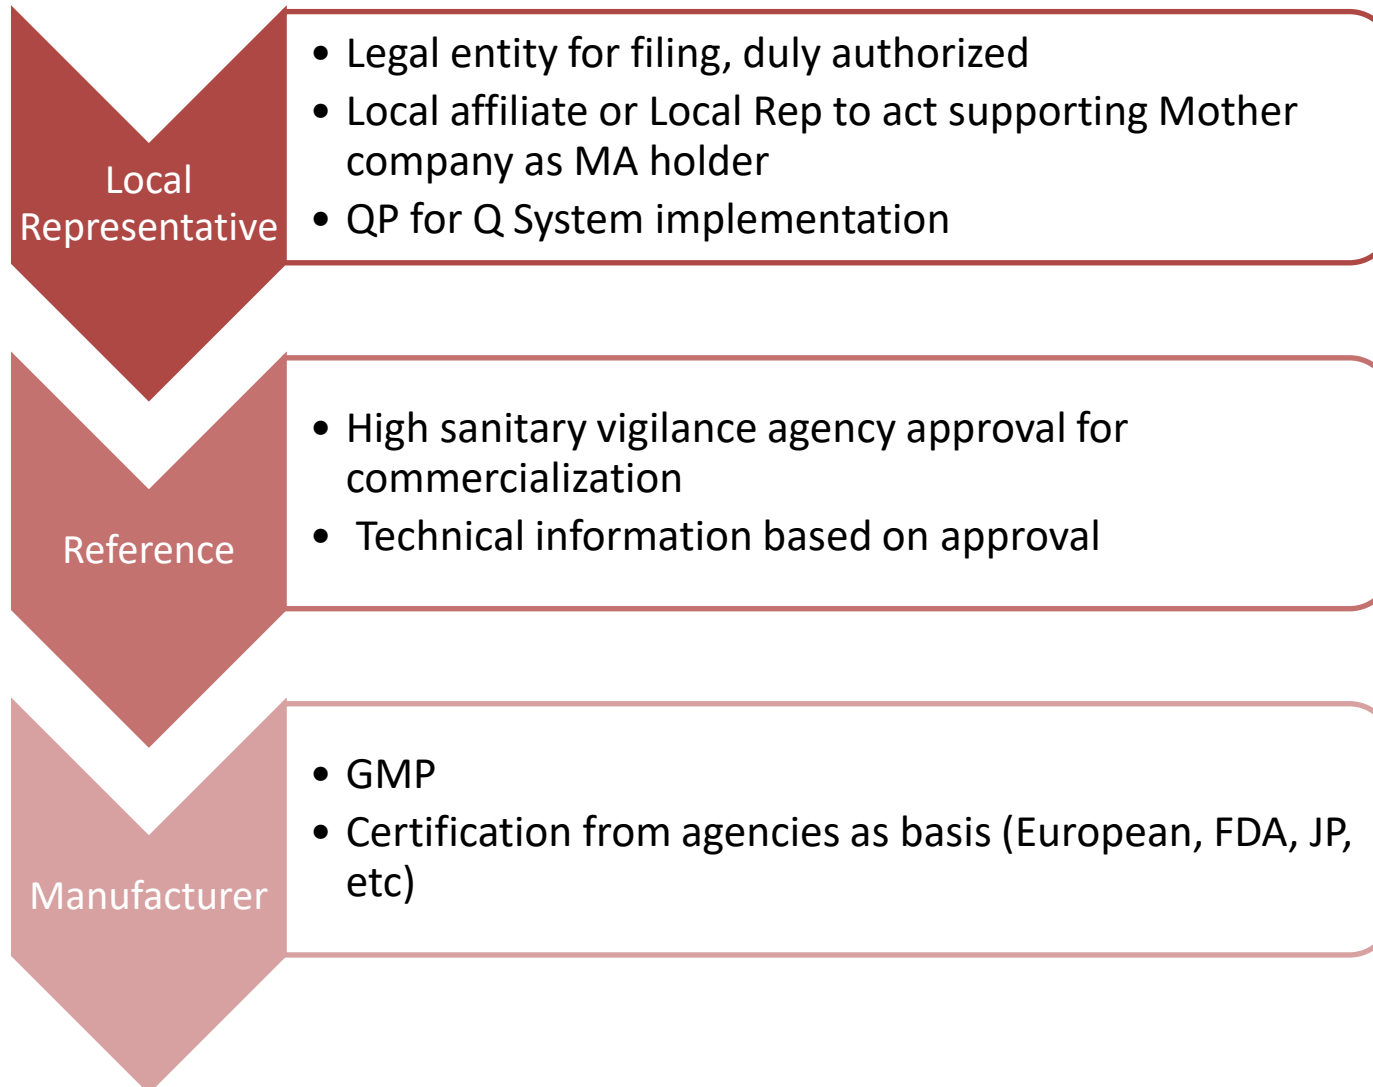 Local
Representative
• Legal entity for filing, duly authorized
• Local affiliate or Local Rep to act supporting Mother
company as MA holder
• QP for Q System implementation
Reference
• High sanitary vigilance agency approval for
commercialization
• Technical information based on approval
Manufacturer
• GMP
• Certification from agencies as basis (European, FDA, JP,
etc)